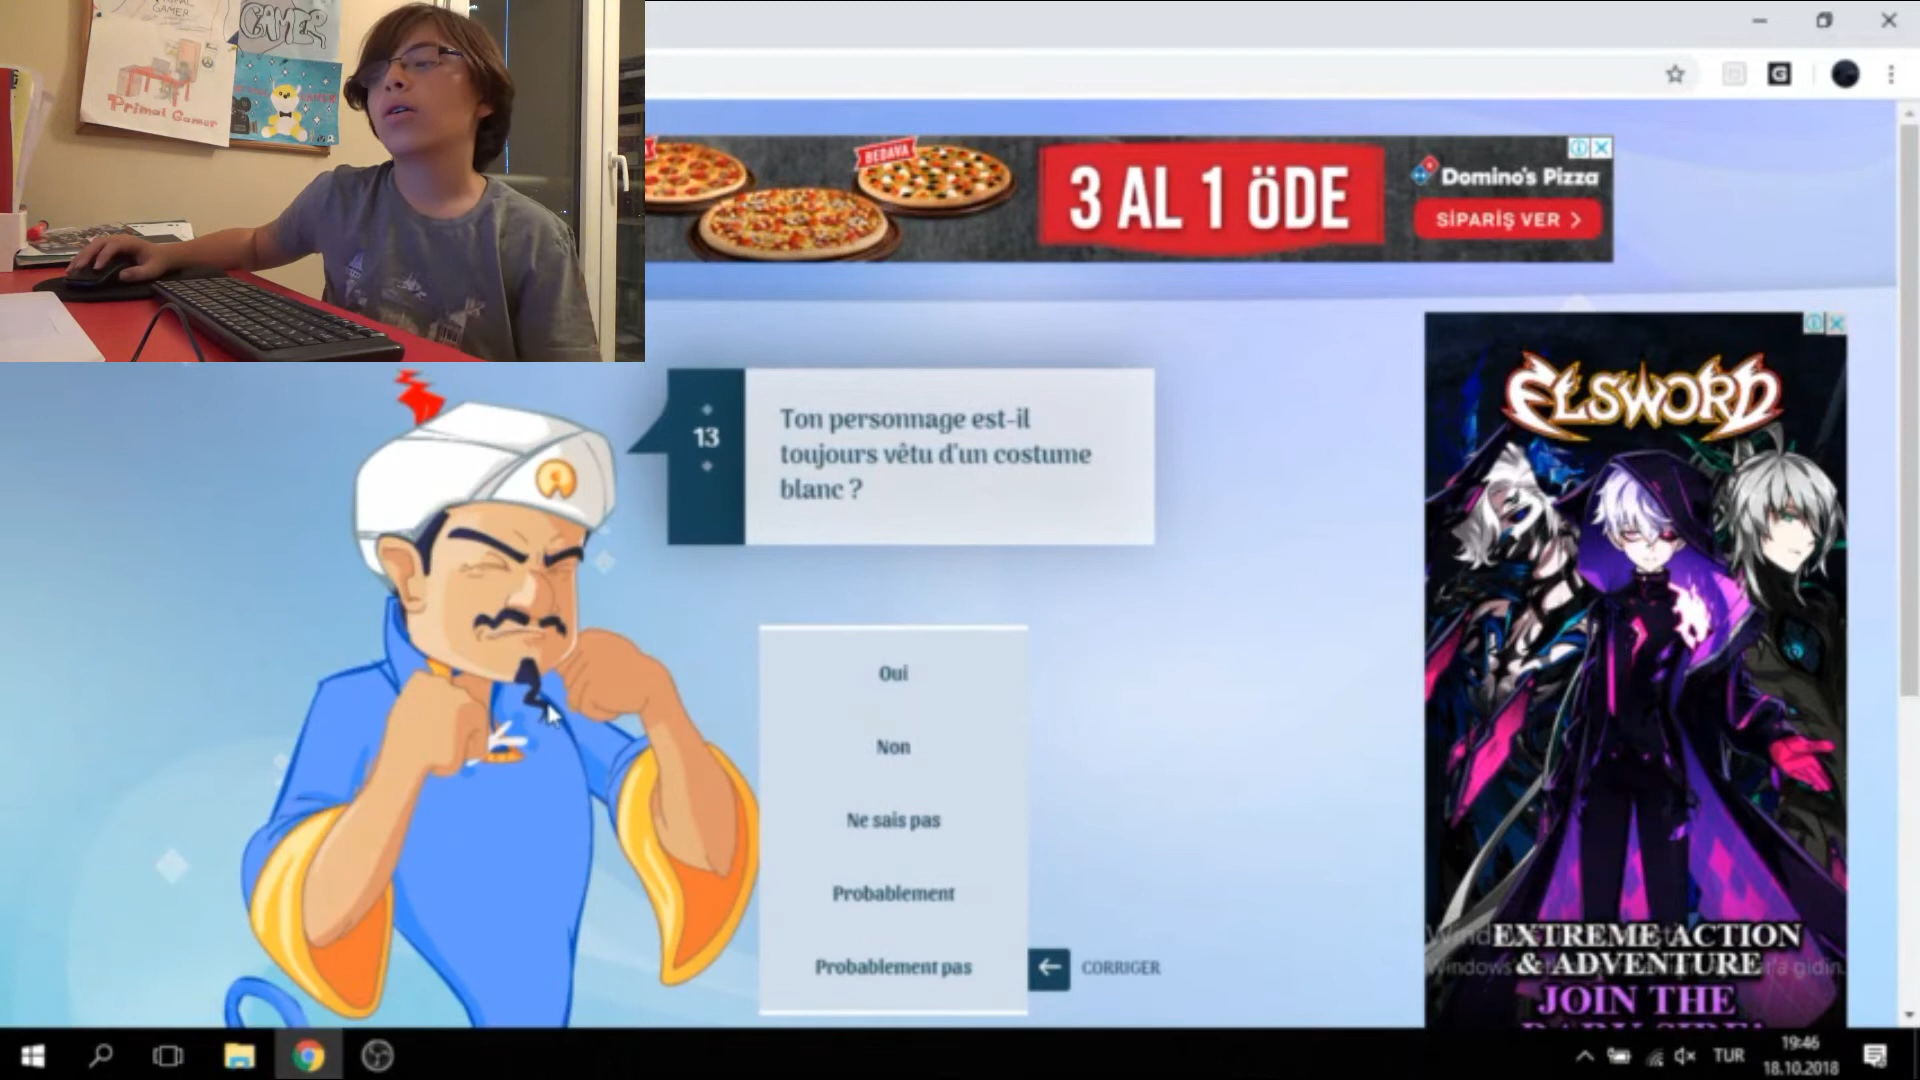 GAMER
GAMER
Primal Gamer
BEDAVA
3 AL 1 ÖDE
Domino's Pizza
SİPARİŞ VER >
13
Ton personnage est-il
toujours vêtu d'un costume
blanc ?
Oui
Non
Ne sais pas
Probablement
Probablement pas
CORRIGER
ELSWORD
EXTREME ACTION
& ADVENTURE
JOIN THE
TUR
19:46
18.10.2018